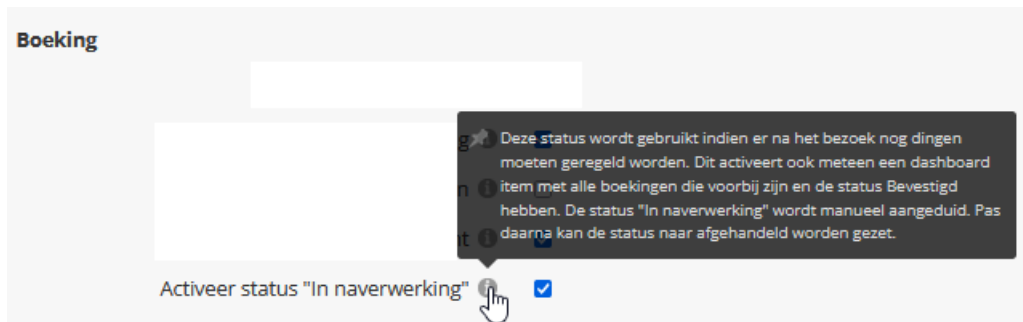 Boeking
g
Deze status wordt gebruikt indien er na het bezoek nog dingen
moeten geregeld worden. Dit activeert ook meteen een dashboard
n
item met alle boekingen die voorbij zijn en de status Bevestigd
hebben. De status "In naverwerking" wordt manueel aangeduid. Pas
ht
daarna kan de status naar afgehandeld worden gezet.
Activeer status "In naverwerking"